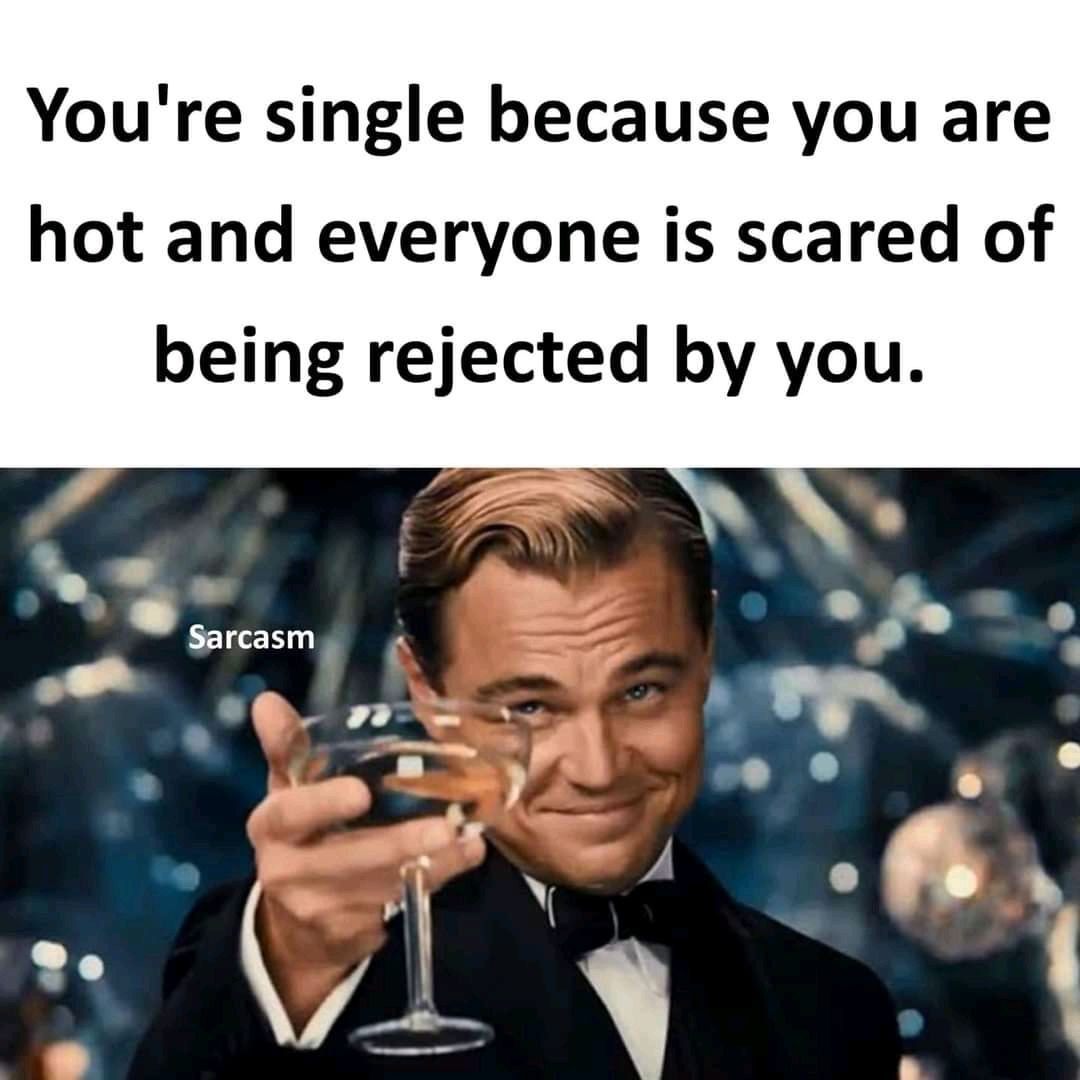 You're single because you are
hot and everyone is scared of
being rejected by you.
Sarcasm